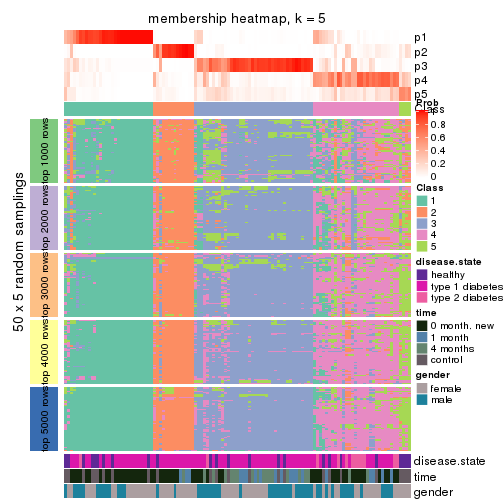 membership heatmap, k = 5
p1
p2
p3
p4
p5
50 x 5 random samplings
top 1000 rows
top 2000 rows
top 3000 rows
top 4000 rows
top 5000 rows
Prob
Class
1
0.8
0.6
0.4
0.2
0
Class
1
2
3
4
5
disease.state
healthy
type 1 diabetes
type 2 diabetes
time
0 month. new
1 month
4 months
control
gender
female
male
disease.state
time
gender